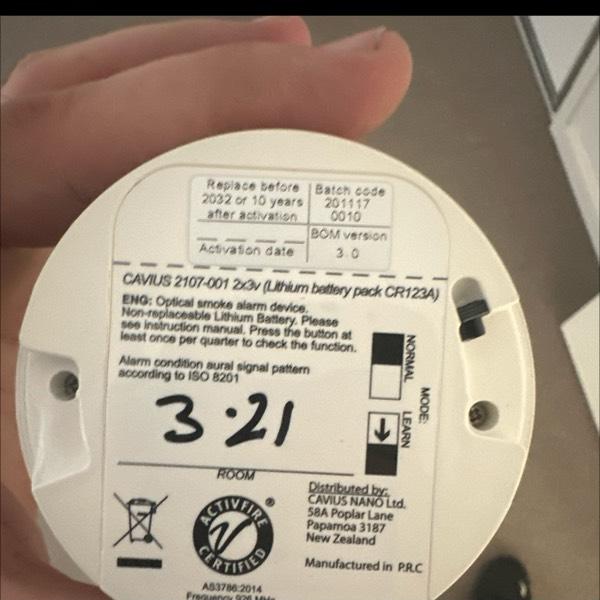 Replace before
2032 or 10 years
after activation
Activation date
Batch code
201117
0010
BOM version
3.0
CAVIUS 2107-001 2x3v (Lithium battery pack CR123A)
ENG: Optical smoke alarm device.
Non-replaceable Lithium Battery. Please
see instruction manual. Press the button at
least once per quarter to check the function.
Alarm condition aural signal pattern
according to ISO 8201
NORMAL
MODE:
LEARN
3.21
ROOM
ACTIVFIRE
®
CERTIFIED
Distributed by:
CAVIUS NANO Ltd.
58A Poplar Lane
Papamoa 3187
New Zealand
Manufactured in P.R.C
AS3786:2014
Frequency 926 MHz